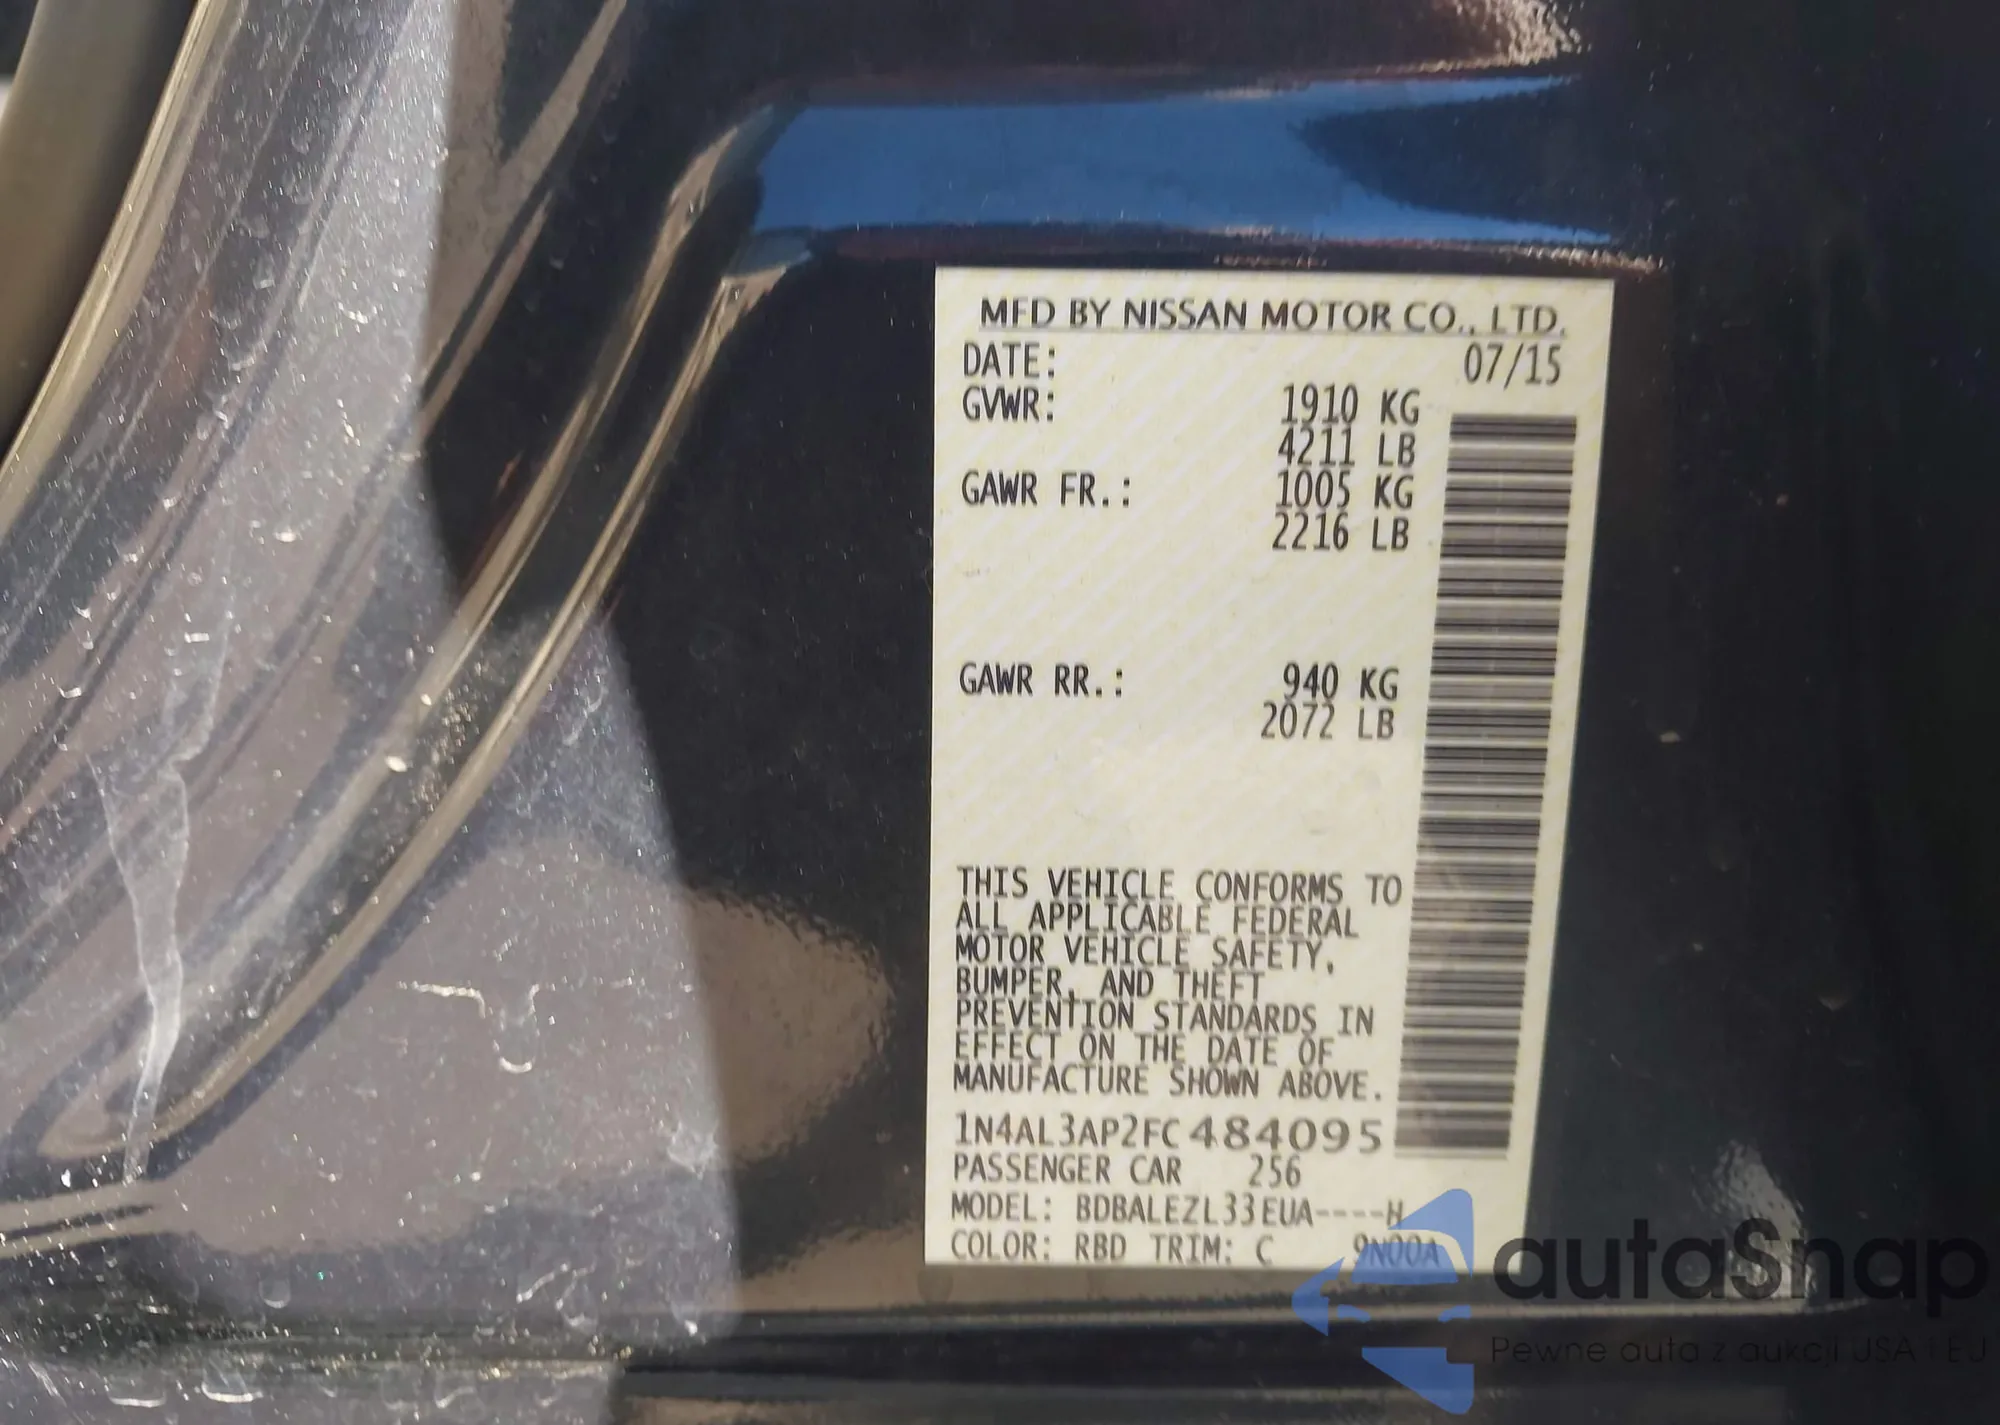 MFD BY NISSAN MOTOR CO., LTD.
DATE: 07/15
GVWR: 1910 KG
4211 LB
GAWR FR.: 1005 KG
2216 LB
GAWR RR.: 940 KG
2072 LB
THIS VEHICLE CONFORMS TO
ALL APPLICABLE FEDERAL
MOTOR VEHICLE SAFETY,
BUMPER, AND THEFT
PREVENTION STANDARDS IN
EFFECT ON THE DATE OF
MANUFACTURE SHOWN ABOVE.
1N4AL3AP2FC484095
PASSENGER CAR 256
MODEL: BDBALEZL33EUA----H
COLOR: RBD TRIM: C 9N00A
autaSnap
Pewne auta z aukcji USA i EU